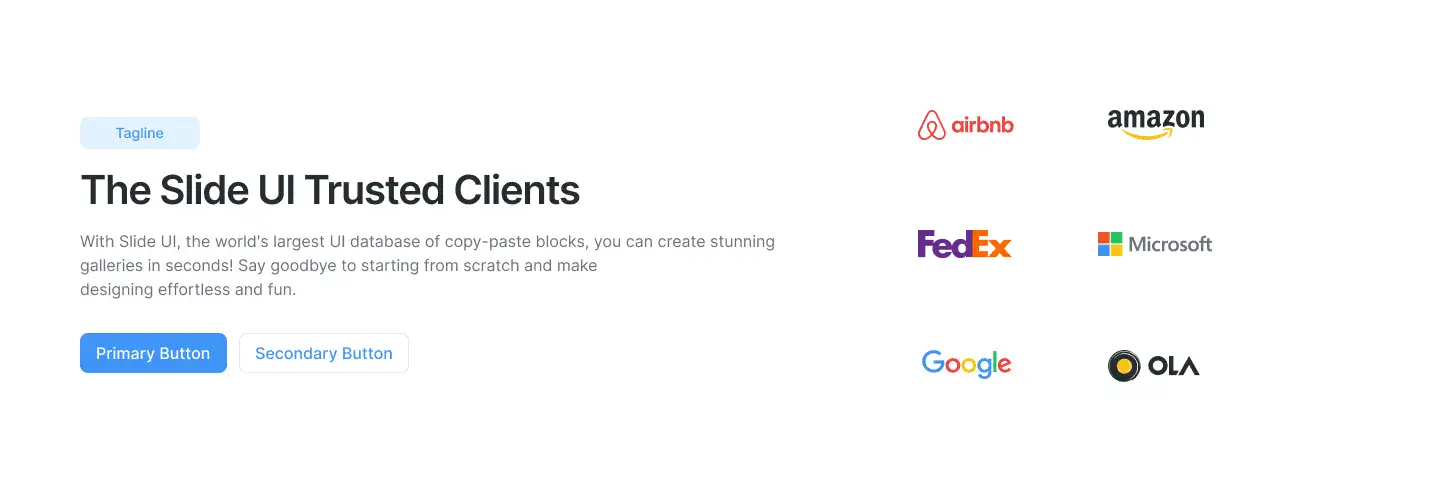 Tagline
The Slide UI Trusted Clients
With Slide UI, the world's largest UI database of copy-paste blocks, you can create stunning
galleries in seconds! Say goodbye to starting from scratch and make
designing effortless and fun.
Primary Button
Secondary Button
airbnb
amazon
FedEx
Microsoft
Google
OLA